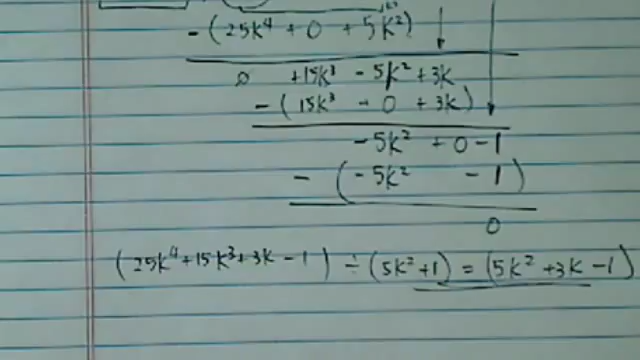 -(25k⁴ + 0 + 5k²)
0 +15k³ - 5k² + 3k
-(15k³ - 0 + 3k)
-5k² + 0 - 1
- (-5k² - 1)
0
(25k⁴ + 15k³ + 3k - 1) ÷ (5k² + 1) = (5k² + 3k - 1)